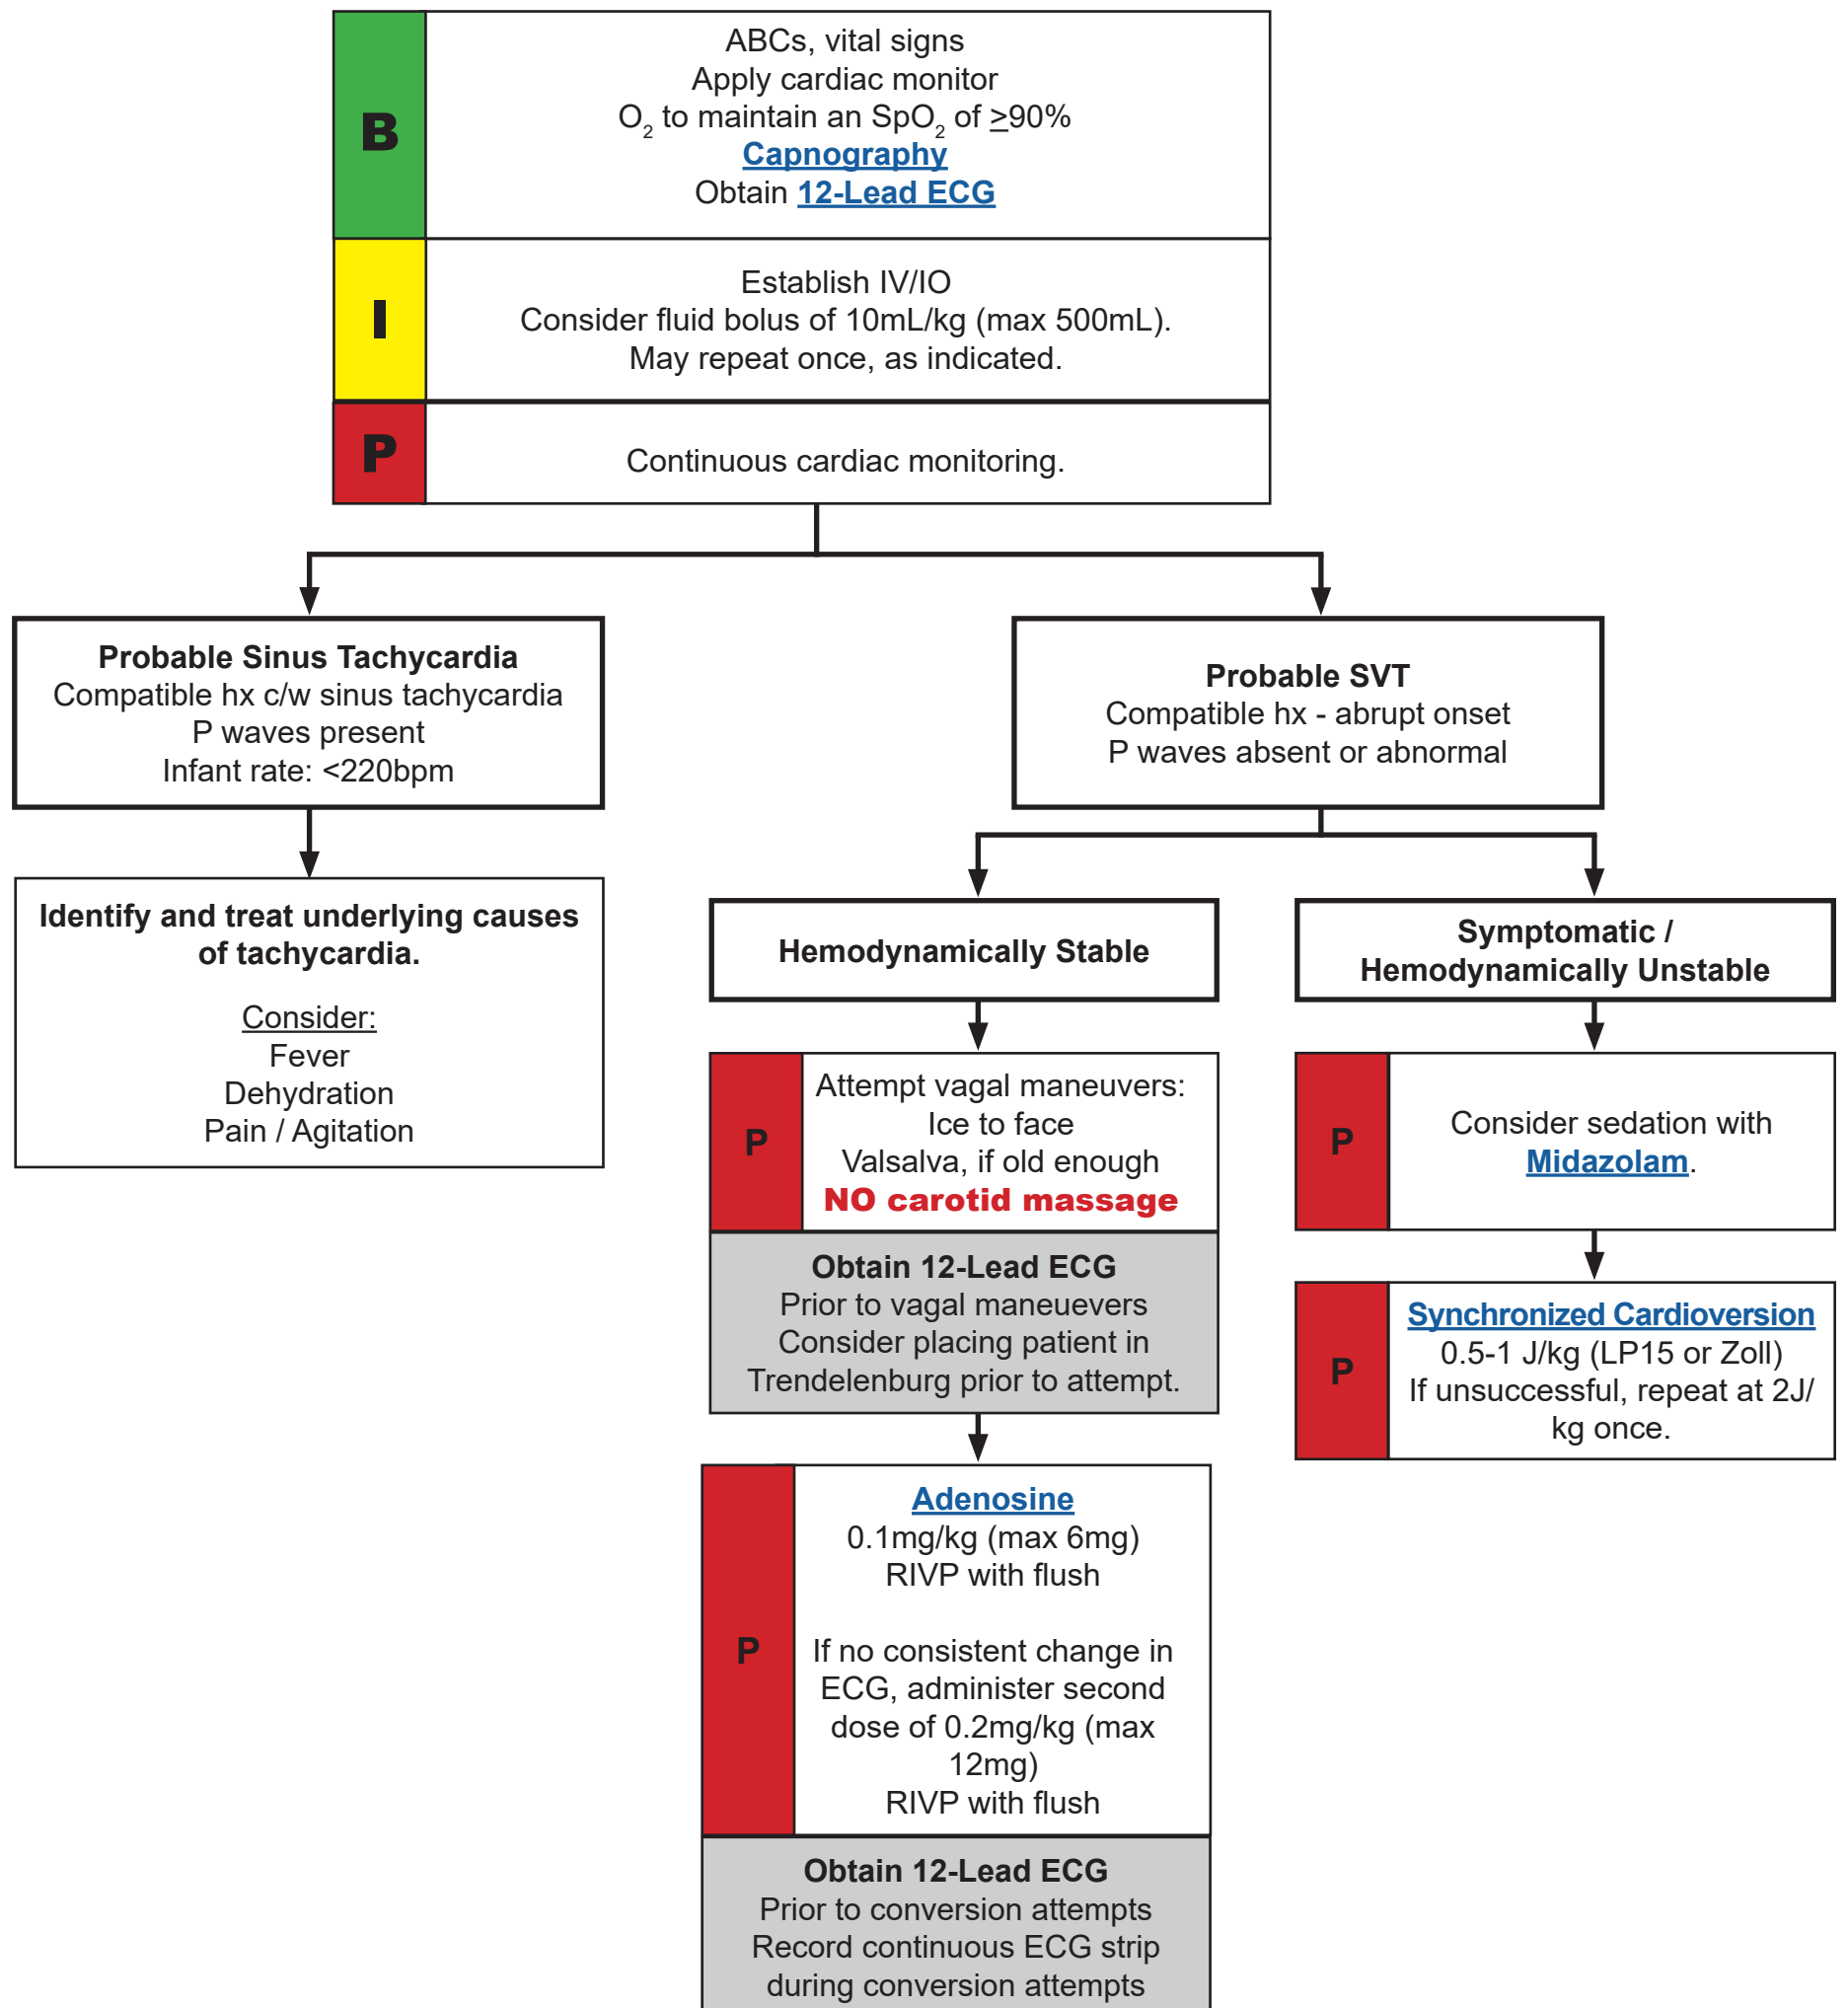 B
ABCs, vital signs
Apply cardiac monitor
O2 to maintain an SpO2 of ≥90%
Capnography
Obtain 12-Lead ECG
I
Establish IV/IO
Consider fluid bolus of 10mL/kg (max 500mL).
May repeat once, as indicated.
P
Continuous cardiac monitoring.
Probable Sinus Tachycardia
Compatible hx c/w sinus tachycardia
P waves present
Infant rate: <220bpm
Identify and treat underlying causes
of tachycardia.
Consider:
Fever
Dehydration
Pain / Agitation
Probable SVT
Compatible hx - abrupt onset
P waves absent or abnormal
Hemodynamically Stable
P
Attempt vagal maneuvers:
Ice to face
Valsalva, if old enough
NO carotid massage
Obtain 12-Lead ECG
Prior to vagal maneuevers
Consider placing patient in
Trendelenburg prior to attempt.
P
Adenosine
0.1mg/kg (max 6mg)
RIVP with flush
If no consistent change in
ECG, administer second
dose of 0.2mg/kg (max
12mg)
RIVP with flush
Obtain 12-Lead ECG
Prior to conversion attempts
Record continuous ECG strip
during conversion attempts
Symptomatic /
Hemodynamically Unstable
P
Consider sedation with
Midazolam.
P
Synchronized Cardioversion
0.5-1 J/kg (LP15 or Zoll)
If unsuccessful, repeat at 2J/
kg once.